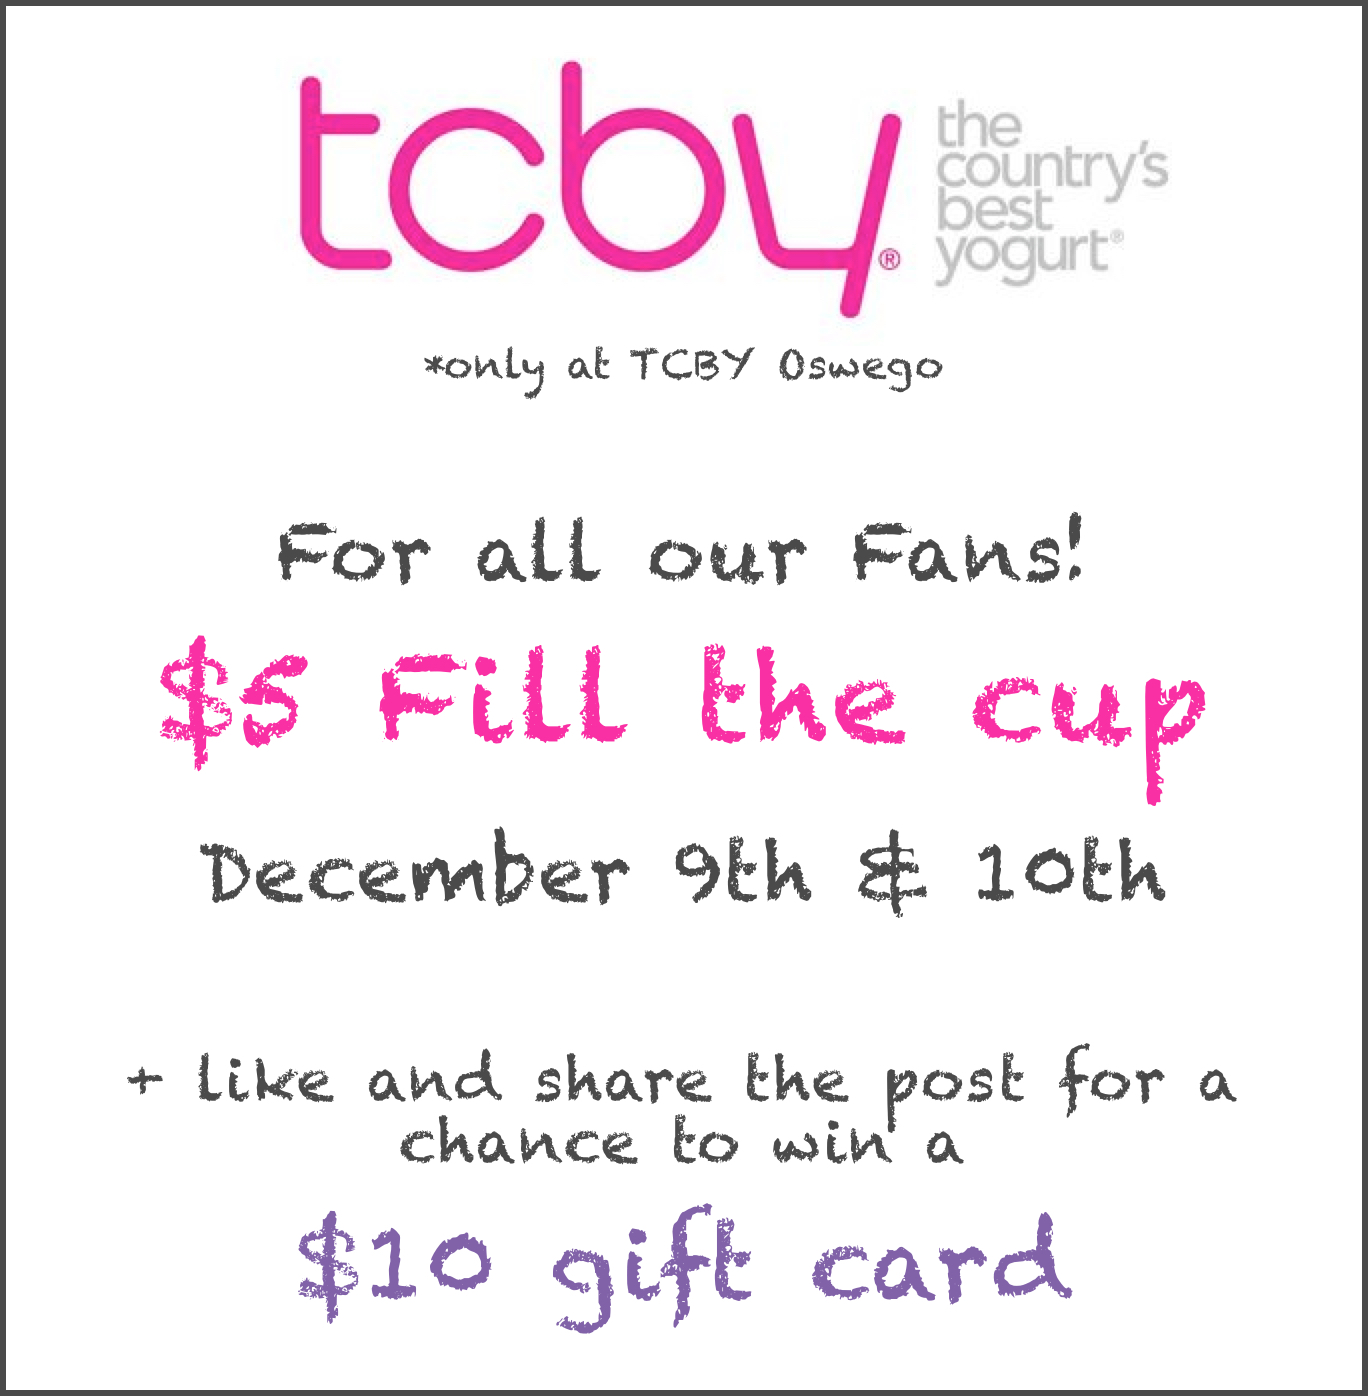 tcby®
the
country's
best
yogurt®
*only at TCBY Oswego
For all our Fans!
$5 Fill the cup
December 9th & 10th
+ like and share the post for a
chance to win a
$10 gift card